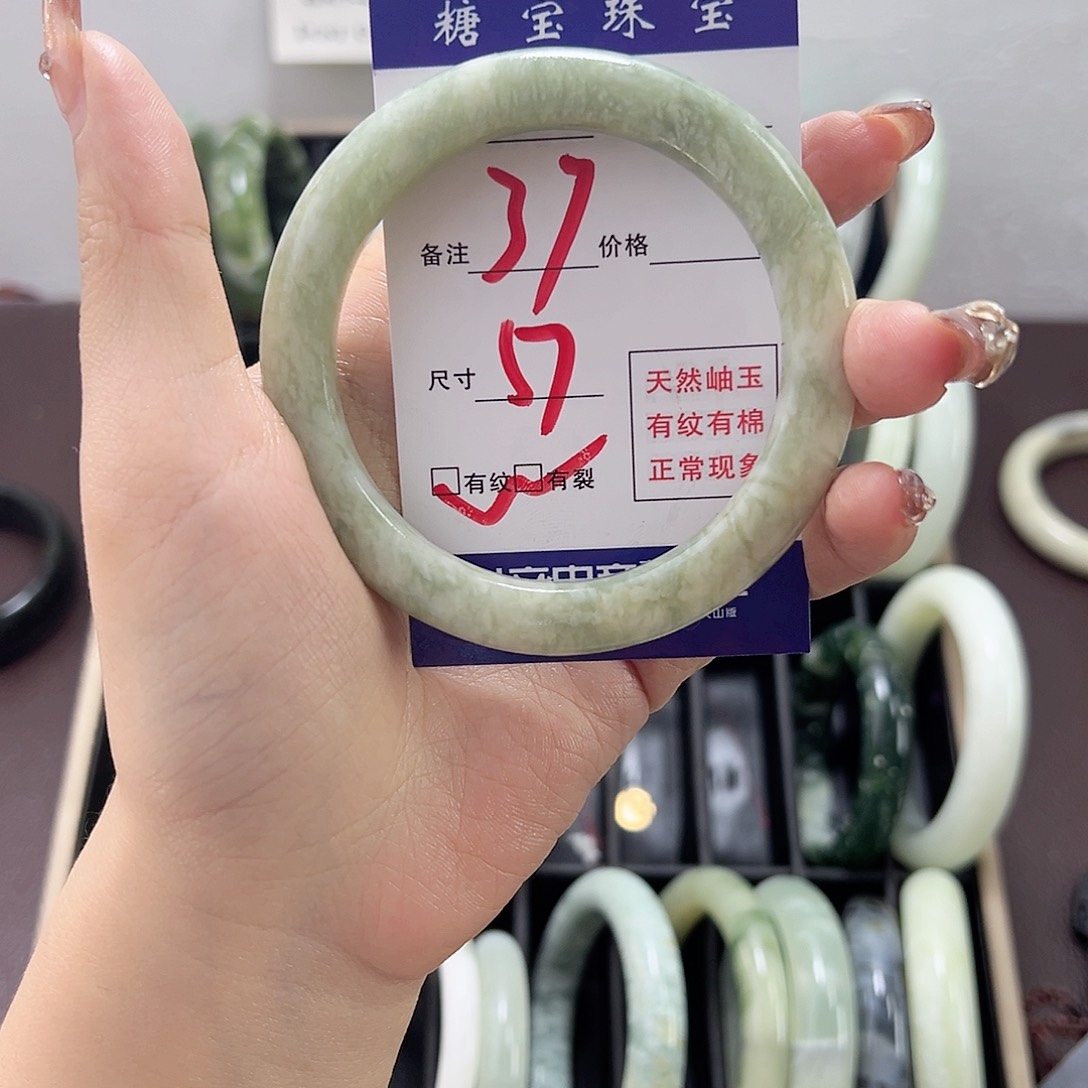 糖宝珠宝
备注 37 价格
尺寸 57
天然岫玉
有纹有棉
正常现象
有纹 有裂